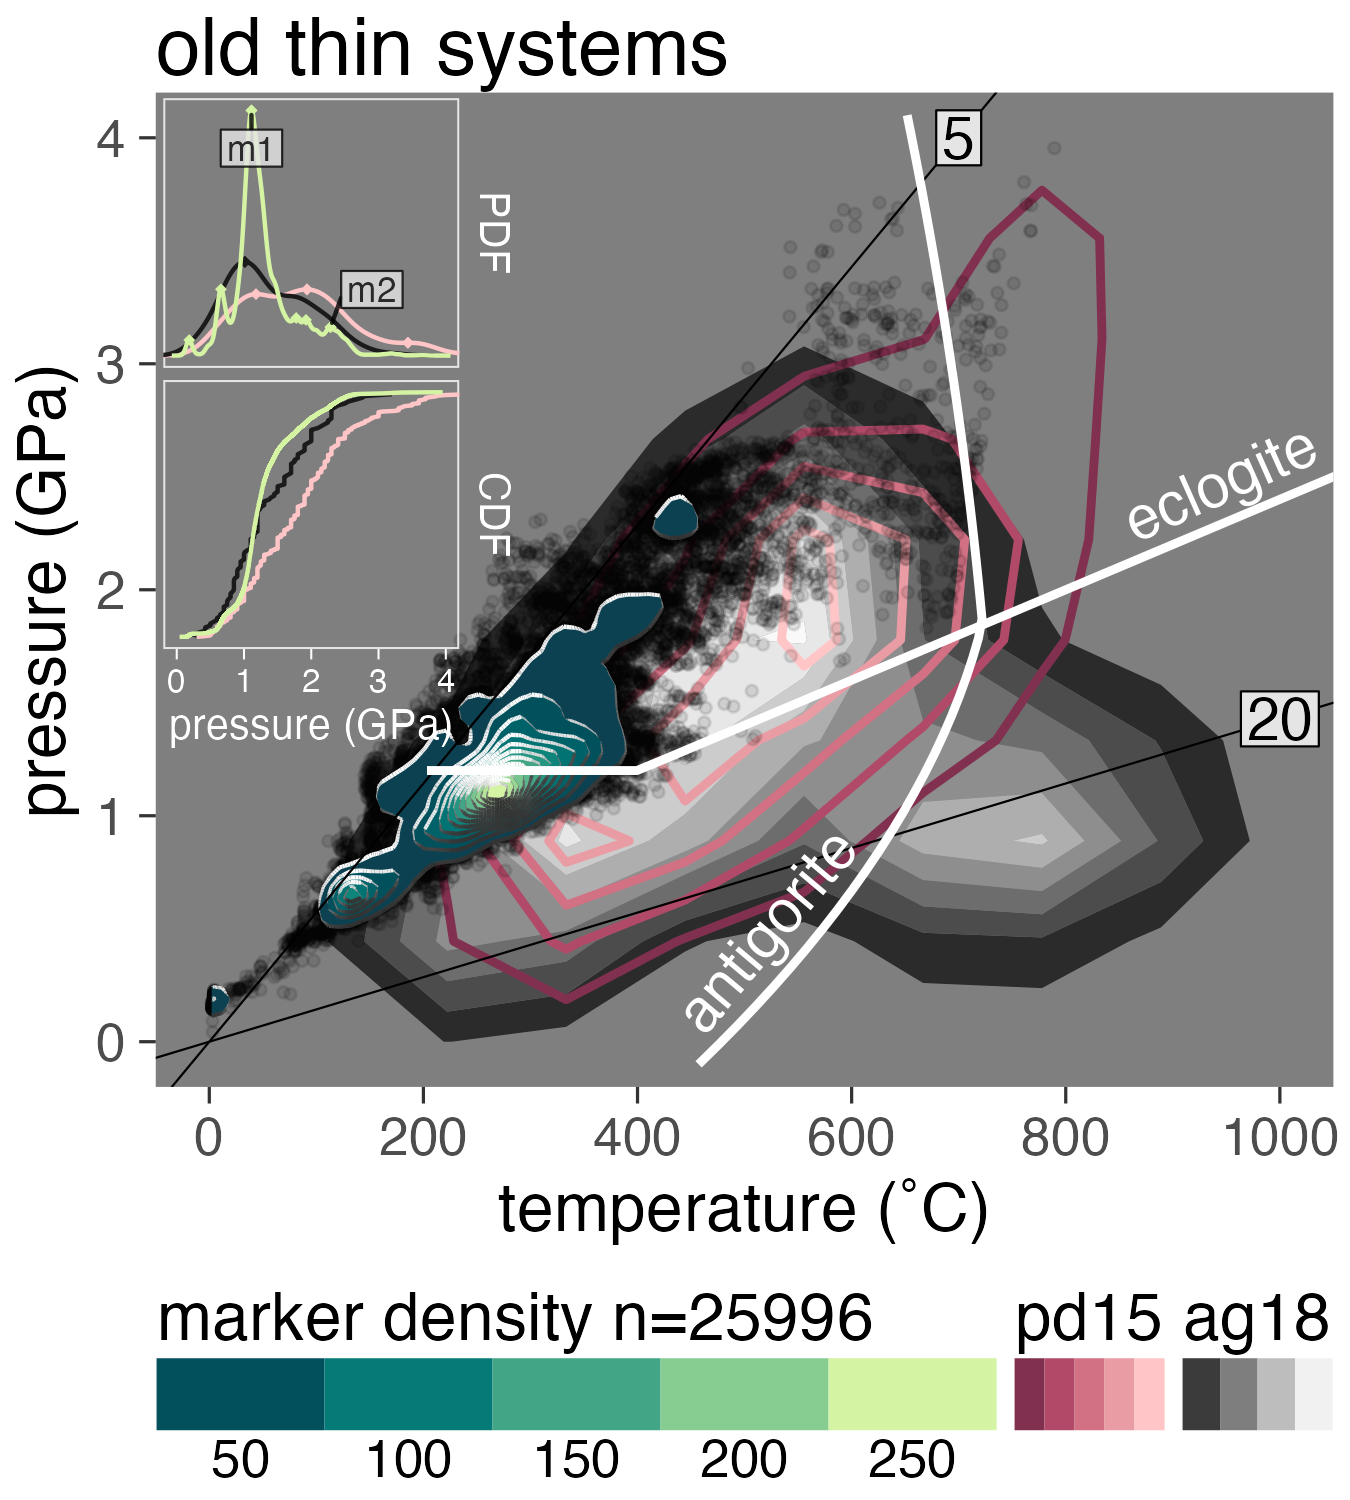 old thin systems
pressure (GPa)
4
3
2
1
0
m1
m2
PDF
CDF
0 1 2 3 4
pressure (GPa)
5
eclogite
20
antigorite
0 200 400 600 800 1000
temperature (˚C)
marker density n=25996
50 100 150 200 250
pd15
ag18